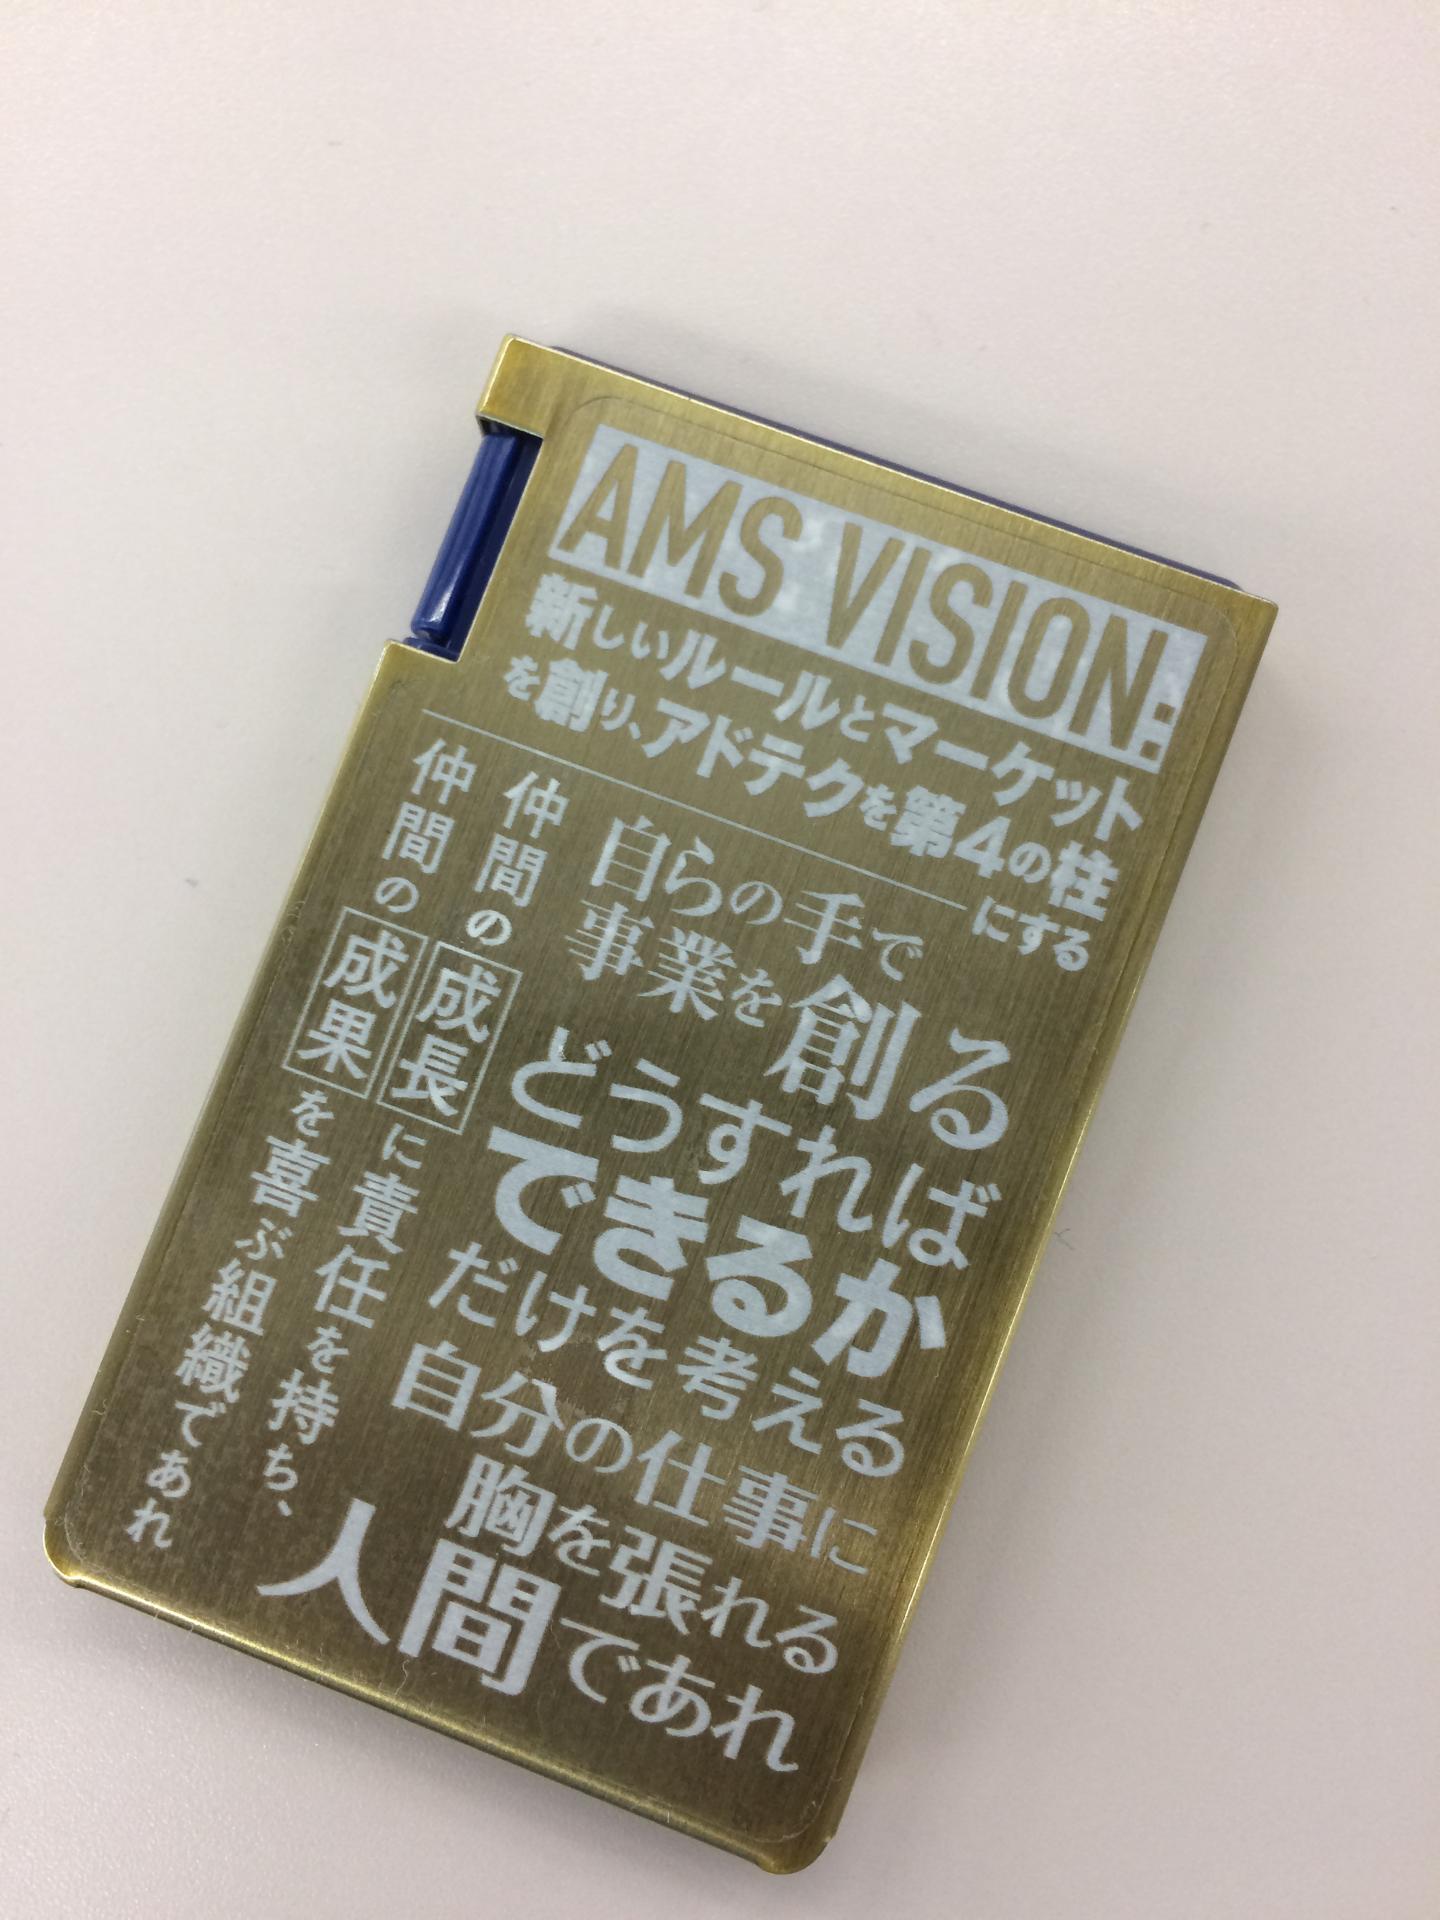 AMS VISION:
新しいルールとマーケット
を創り、アドテクを第4の柱
にする
自らの手で
事業を創る
どうすれば
できるか
だけを考える
自分の仕事に
胸を張れる
人間であれ
仲間の成長に責任を持ち、
仲間の成果を喜ぶ組織であれ